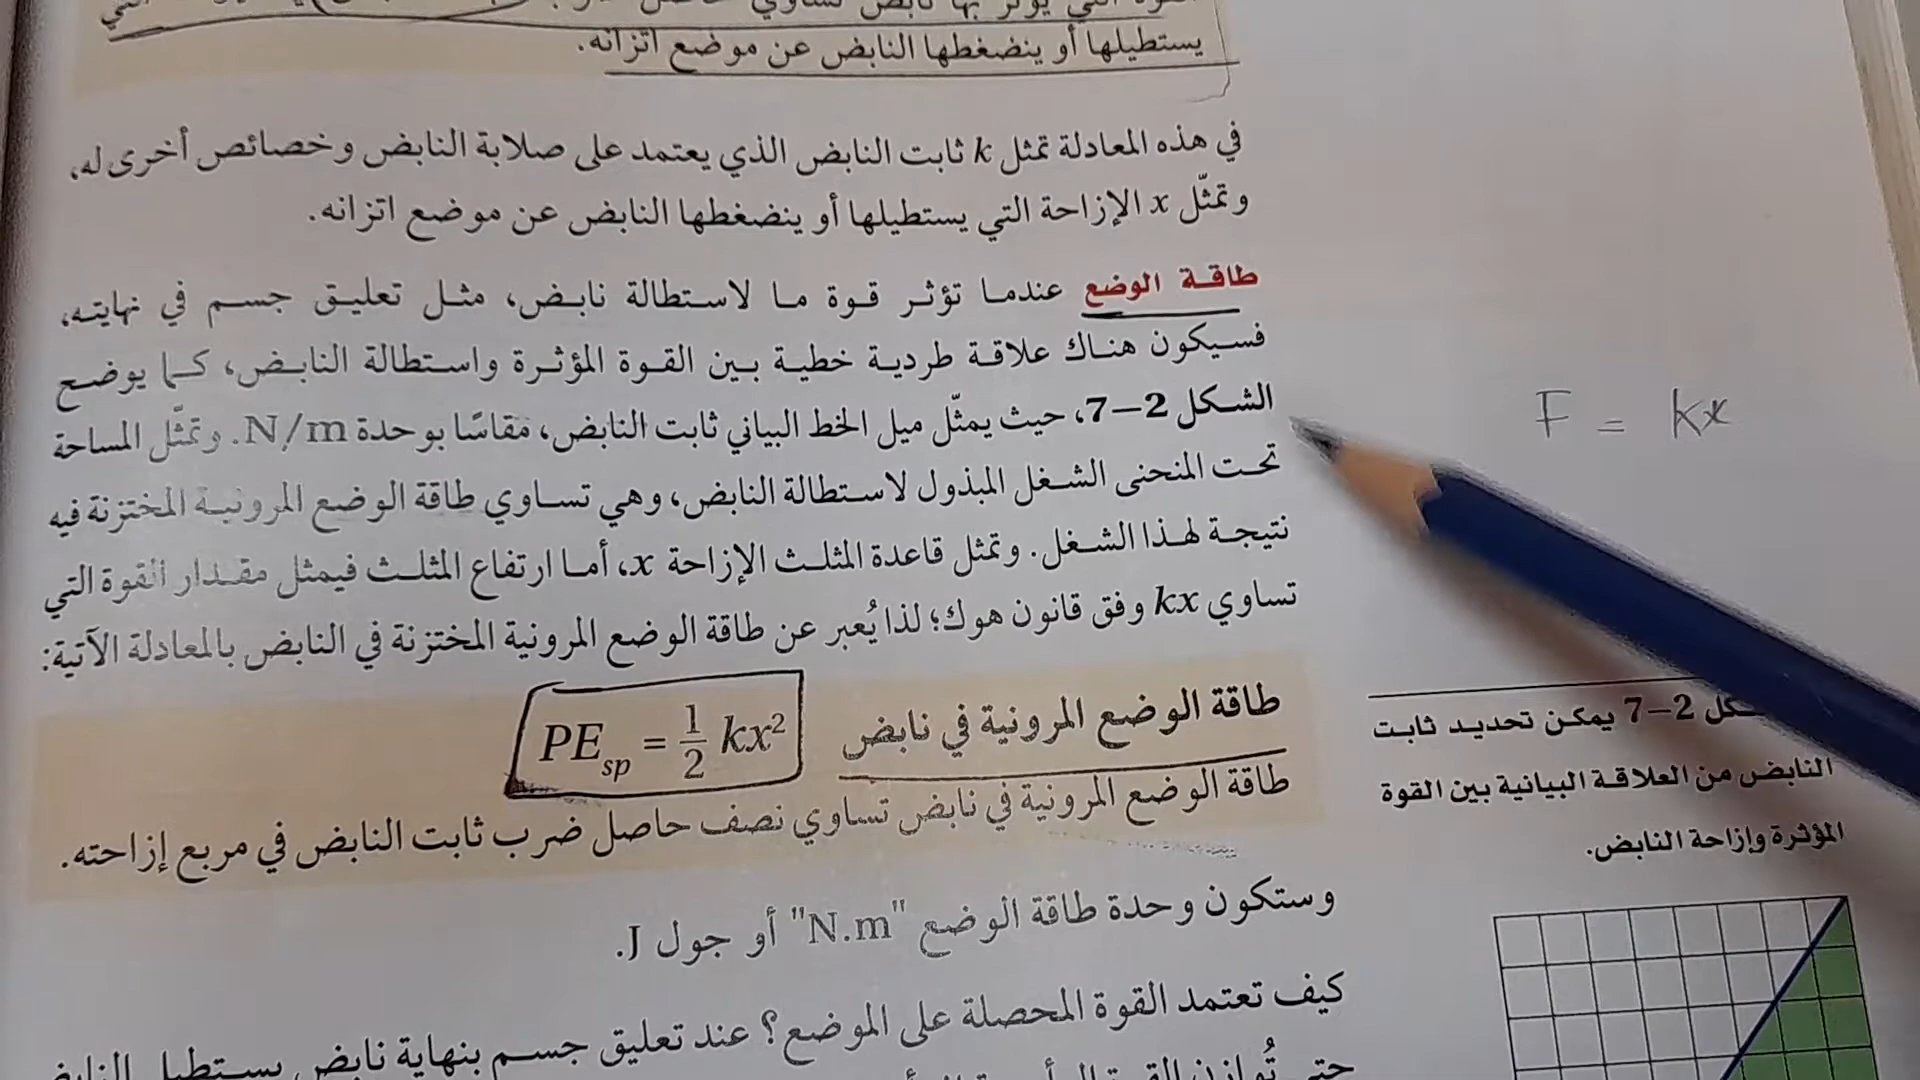 يستطيلها أو ينضغطها النابض عن موضع اتزانه.
في هذه المعادلة تمثل k ثابت النابض الذي يعتمد على صلابة النابض وخصائص أخرى له،
وتمثّل x الإزاحة التي يستطيلها أو ينضغطها النابض عن موضع اتزانه.
طاقة الوضع عندما تؤثر قوة ما لاستطالة نابض، مثل تعليق جسم في نهايته،
فسيكون هناك علاقة طردية خطية بين القوة المؤثرة واستطالة النابض، كما يوضع
الشكل 2–7، حيث يمثّل ميل الخط البياني ثابت النابض، مقاسًا بوحدة N/m. وتمثّل المساحة
تحت المنحنى الشغل المبذول لاستطالة النابض، وهي تساوي طاقة الوضع المرونية المختزنة فيه
نتيجة لهذا الشغل. وتمثل قاعدة المثلث الإزاحة x، أما ارتفاع المثلث فيمثل مقدار القوة التي
تساوي kx وفق قانون هوك؛ لذا يُعبر عن طاقة الوضع المرونية المختزنة في النابض بالمعادلة الآتية:
طاقة الوضع المرونية في نابض PE_sp = 1/2 kx²
طاقة الوضع المرونية في نابض تساوي نصف حاصل ضرب ثابت النابض في مربع إزاحته.
وستكون وحدة طاقة الوضع "N.m" أو جول J.
كيف تعتمد القوة المحصلة على الموضع؟ عند تعليق جسم بنهاية نابض يستطيل النابض
F = kx
2–7 يمكن تحديد ثابت
النابض من العلاقة البيانية بين القوة
المؤثرة وإزاحة النابض.